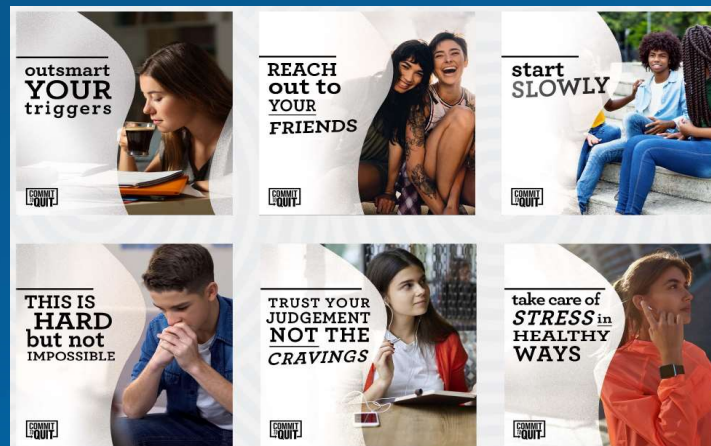 outsmart
YOUR
triggers
COMMIT
TO QUIT
REACH
out to
YOUR
FRIENDS
COMMIT
TO QUIT
start
SLOWLY
COMMIT
TO QUIT
THIS IS
HARD
but not
IMPOSSIBLE
COMMIT
TO QUIT
TRUST YOUR
JUDGEMENT
NOT THE
CRAVINGS
COMMIT
TO QUIT
take care of
STRESS in
HEALTHY
WAYS
COMMIT
TO QUIT